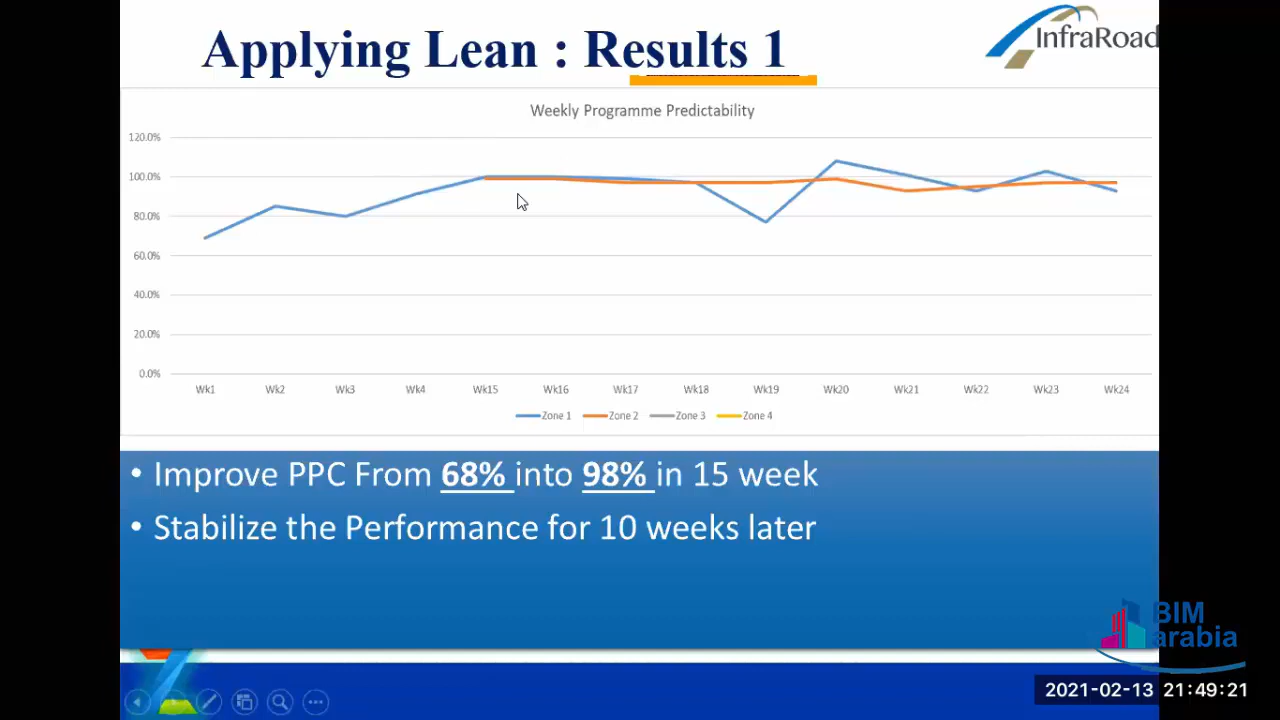 Applying Lean : Results 1
InfraRoad
Weekly Programme Predictability
120.0%
100.0%
80.0%
60.0%
40.0%
20.0%
0.0%
Wk1 Wk2 Wk3 Wk4 Wk15 Wk16 Wk17 Wk18 Wk19 Wk20 Wk21 Wk22 Wk23 Wk24
Zone 1 Zone 2 Zone 3 Zone 4
• Improve PPC From 68% into 98% in 15 week
• Stabilize the Performance for 10 weeks later
BIM
arabia
2021-02-13 21:49:21